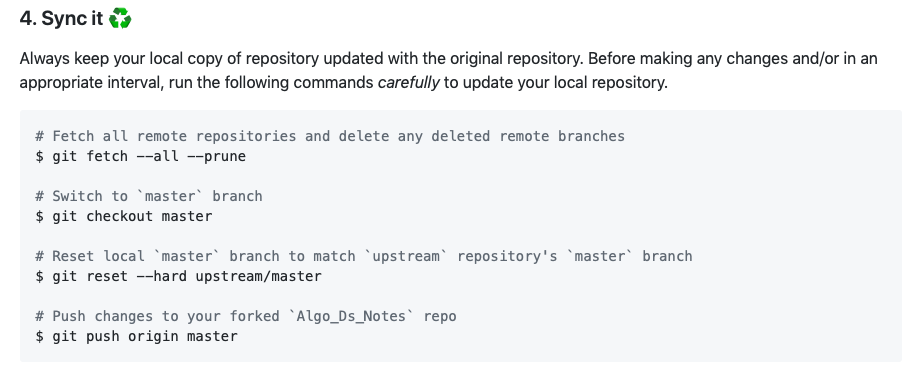 4. Sync it ♻️
Always keep your local copy of repository updated with the original repository. Before making any changes and/or in an
appropriate interval, run the following commands carefully to update your local repository.
# Fetch all remote repositories and delete any deleted remote branches
$ git fetch --all --prune
# Switch to `master` branch
$ git checkout master
# Reset local `master` branch to match `upstream` repository's `master` branch
$ git reset --hard upstream/master
# Push changes to your forked `Algo_Ds_Notes` repo
$ git push origin master